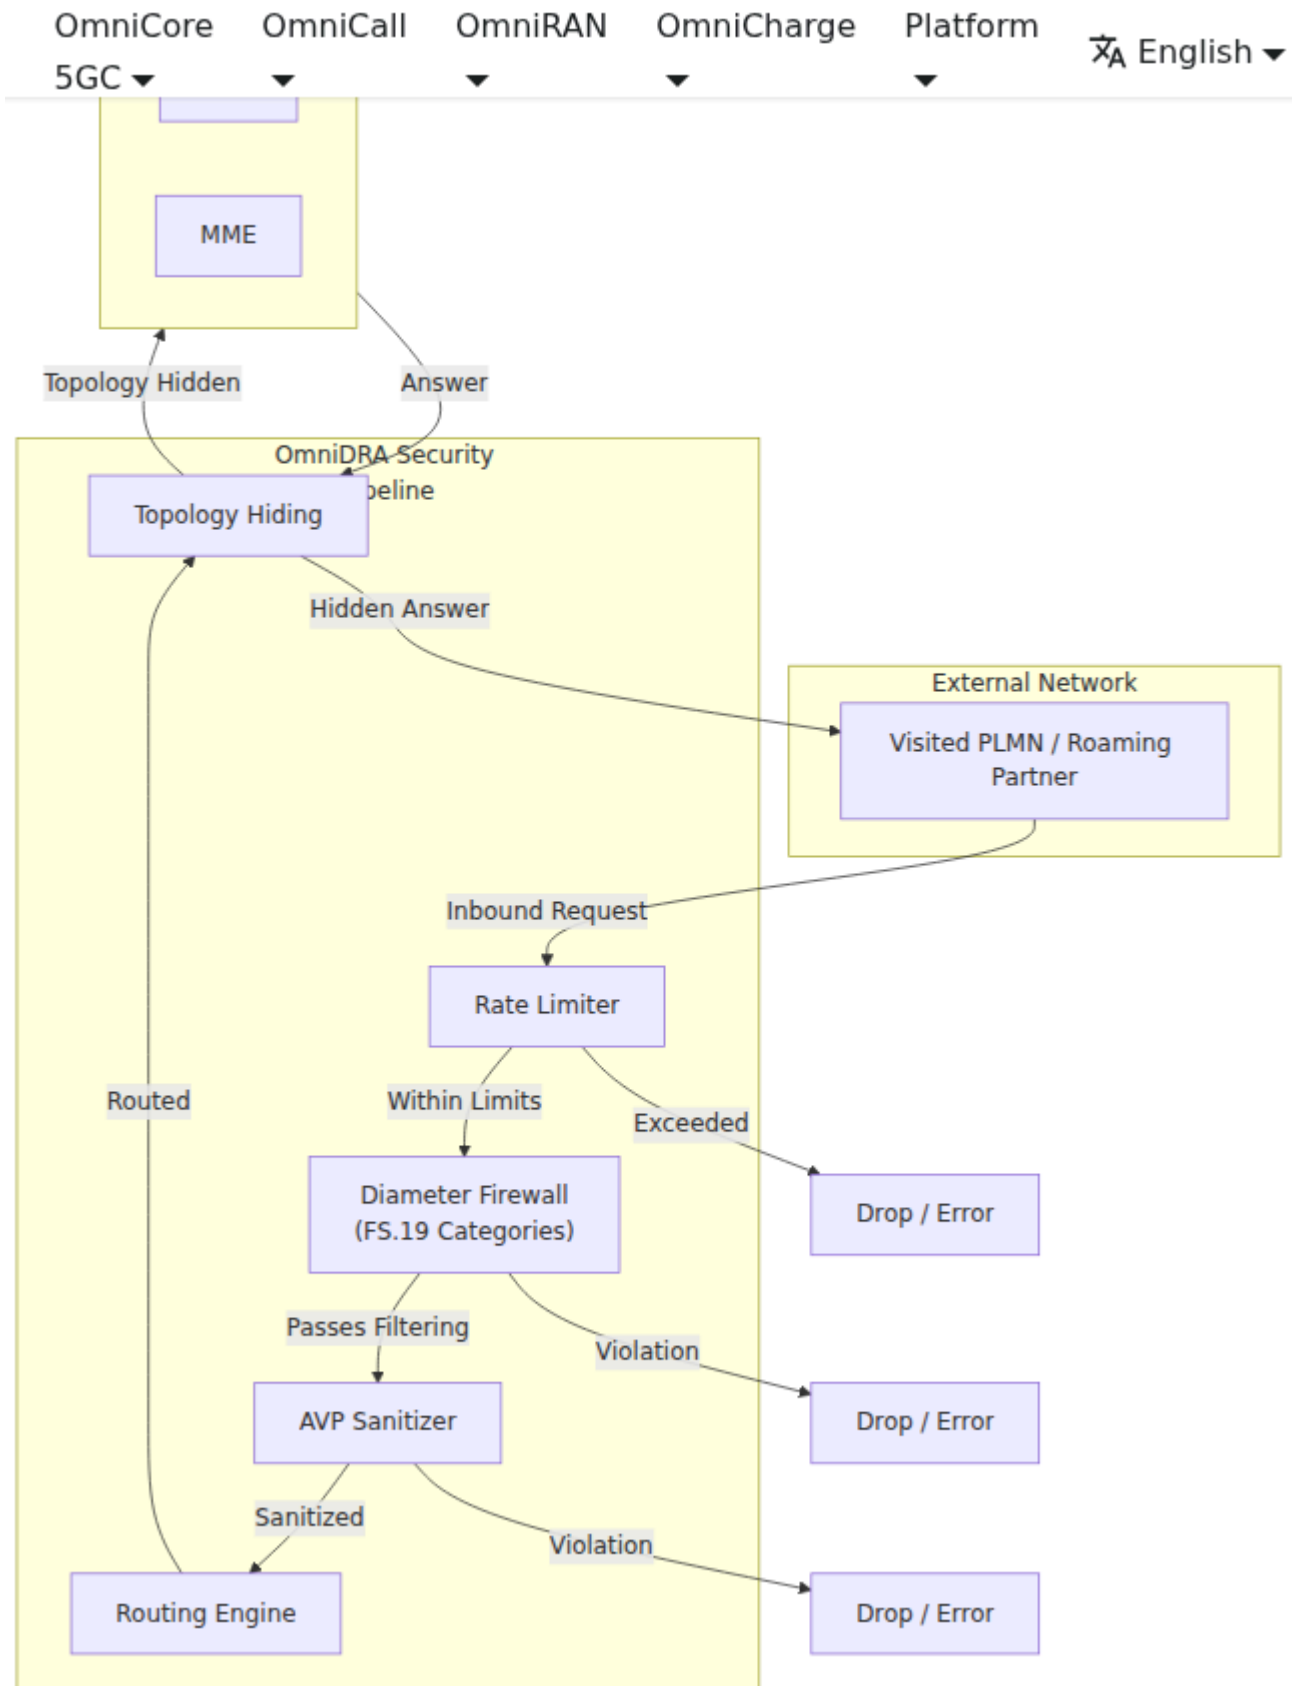 OmniCore
5GC
OmniCall
OmniRAN
OmniCharge
Platform
English
MME
Topology Hidden
Answer
OmniDRA Security
peline
Topology Hiding
Hidden Answer
External Network
Visited PLMN / Roaming
Partner
Inbound Request
Rate Limiter
Within Limits
Routed
Exceeded
Diameter Firewall
(FS.19 Categories)
Drop / Error
Passes Filtering
Violation
AVP Sanitizer
Drop / Error
Sanitized
Violation
Routing Engine
Drop / Error